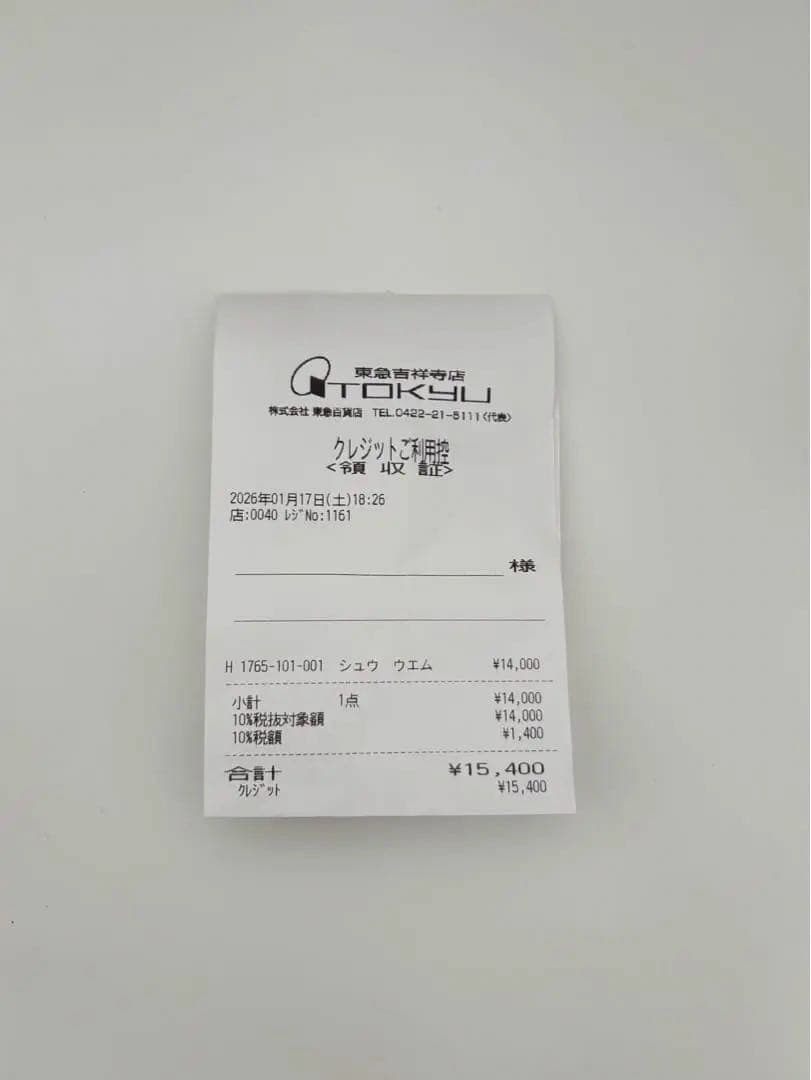 東急吉祥寺店
TOKYU
株式会社 東急百貨店 TEL.0422-21-5111(代表)
クレジットご利用控
<領収証>
2026年01月17日(土)18:26
店:0040 ﾚｼﾞNo:1161
様
H 1765-101-001 シュウ ウエム ¥14,000
小計 1点 ¥14,000
10%税抜対象額 ¥14,000
10%税額 ¥1,400
合計 ¥15,400
ｸﾚｼﾞｯﾄ ¥15,400